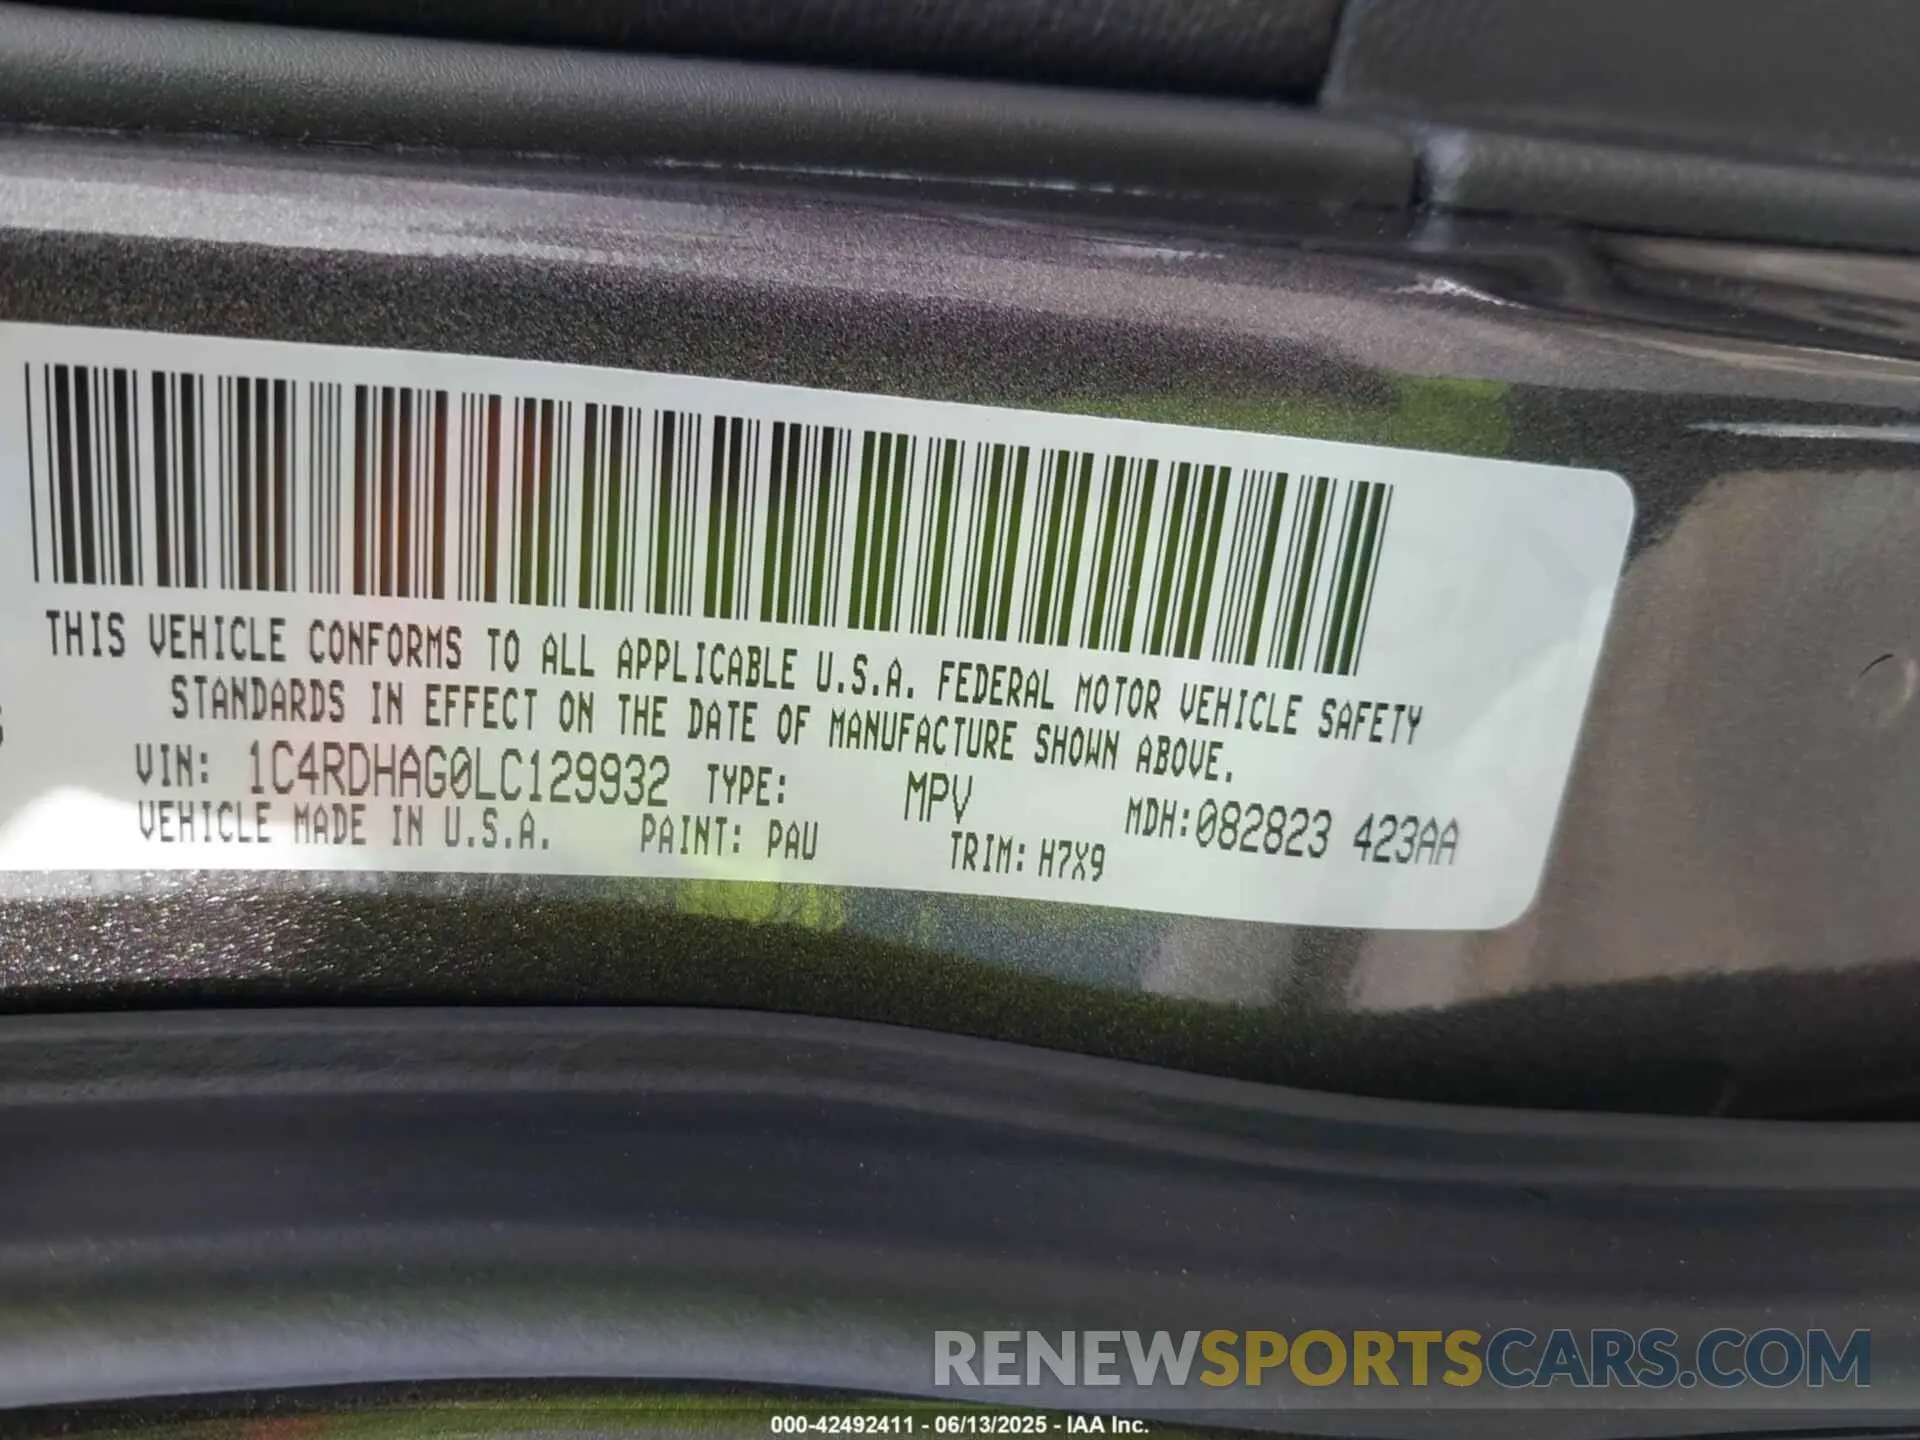 THIS VEHICLE CONFORMS TO ALL APPLICABLE U.S.A. FEDERAL MOTOR VEHICLE SAFETY
STANDARDS IN EFFECT ON THE DATE OF MANUFACTURE SHOWN ABOVE.
VIN: 1C4RDHAG0LC129932 TYPE: MPV MDH:082823 423AA
VEHICLE MADE IN U.S.A. PAINT: PAU TRIM: H7X9
RENEWSPORTSCARS.COM
000-42492411 - 06/13/2025 - IAA Inc.